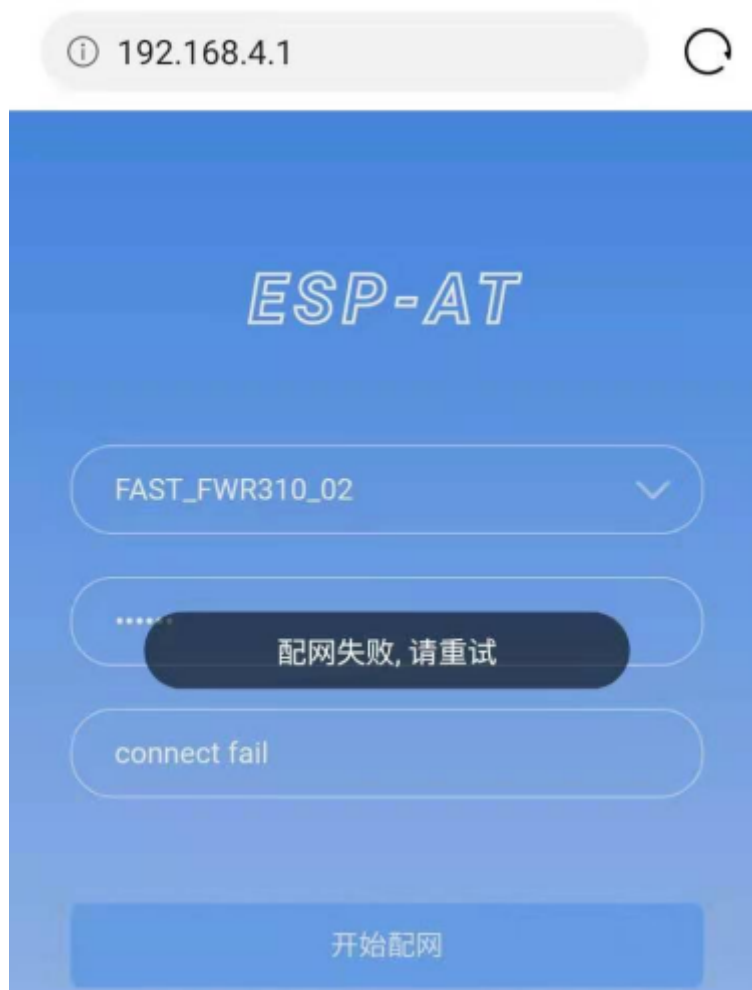 192.168.4.1
ESP-AT
FAST_FWR310_02
配网失败, 请重试
connect fail
开始配网